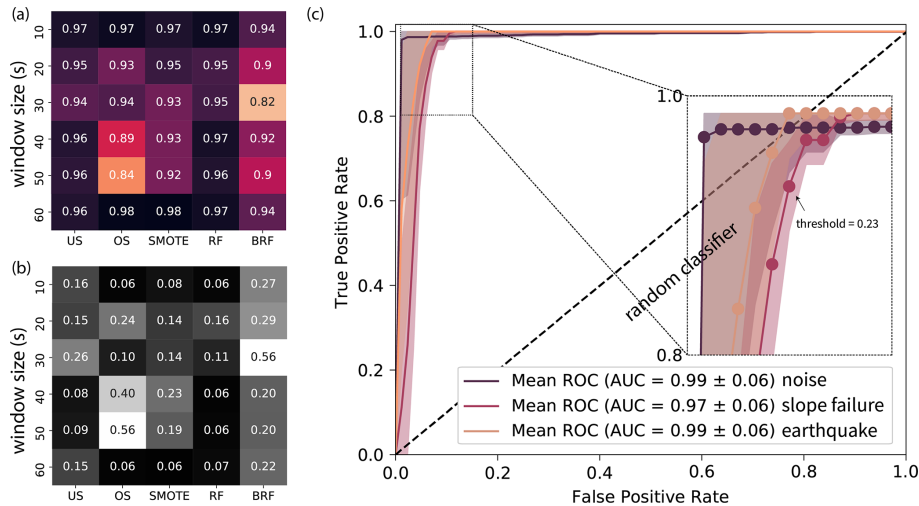 (a)
window size (s)
10 0.97 0.97 0.97 0.97 0.94
20 0.95 0.93 0.95 0.95 0.9
30 0.94 0.94 0.93 0.95 0.82
40 0.96 0.89 0.93 0.97 0.92
50 0.96 0.84 0.92 0.96 0.9
60 0.96 0.98 0.98 0.97 0.94
US OS SMOTE RF BRF
(b)
window size (s)
10 0.16 0.06 0.08 0.06 0.27
20 0.15 0.24 0.14 0.16 0.29
30 0.26 0.10 0.14 0.11 0.56
40 0.08 0.40 0.23 0.06 0.20
50 0.09 0.56 0.19 0.06 0.20
60 0.15 0.06 0.06 0.07 0.22
US OS SMOTE RF BRF
(c)
True Positive Rate
1.0
0.8
0.6
0.4
0.2
0.0
1.0
0.8
threshold = 0.23
random classifier
Mean ROC (AUC = 0.99 ± 0.06) noise
Mean ROC (AUC = 0.97 ± 0.06) slope failure
Mean ROC (AUC = 0.99 ± 0.06) earthquake
0.0 0.2 0.4 0.6 0.8 1.0
False Positive Rate